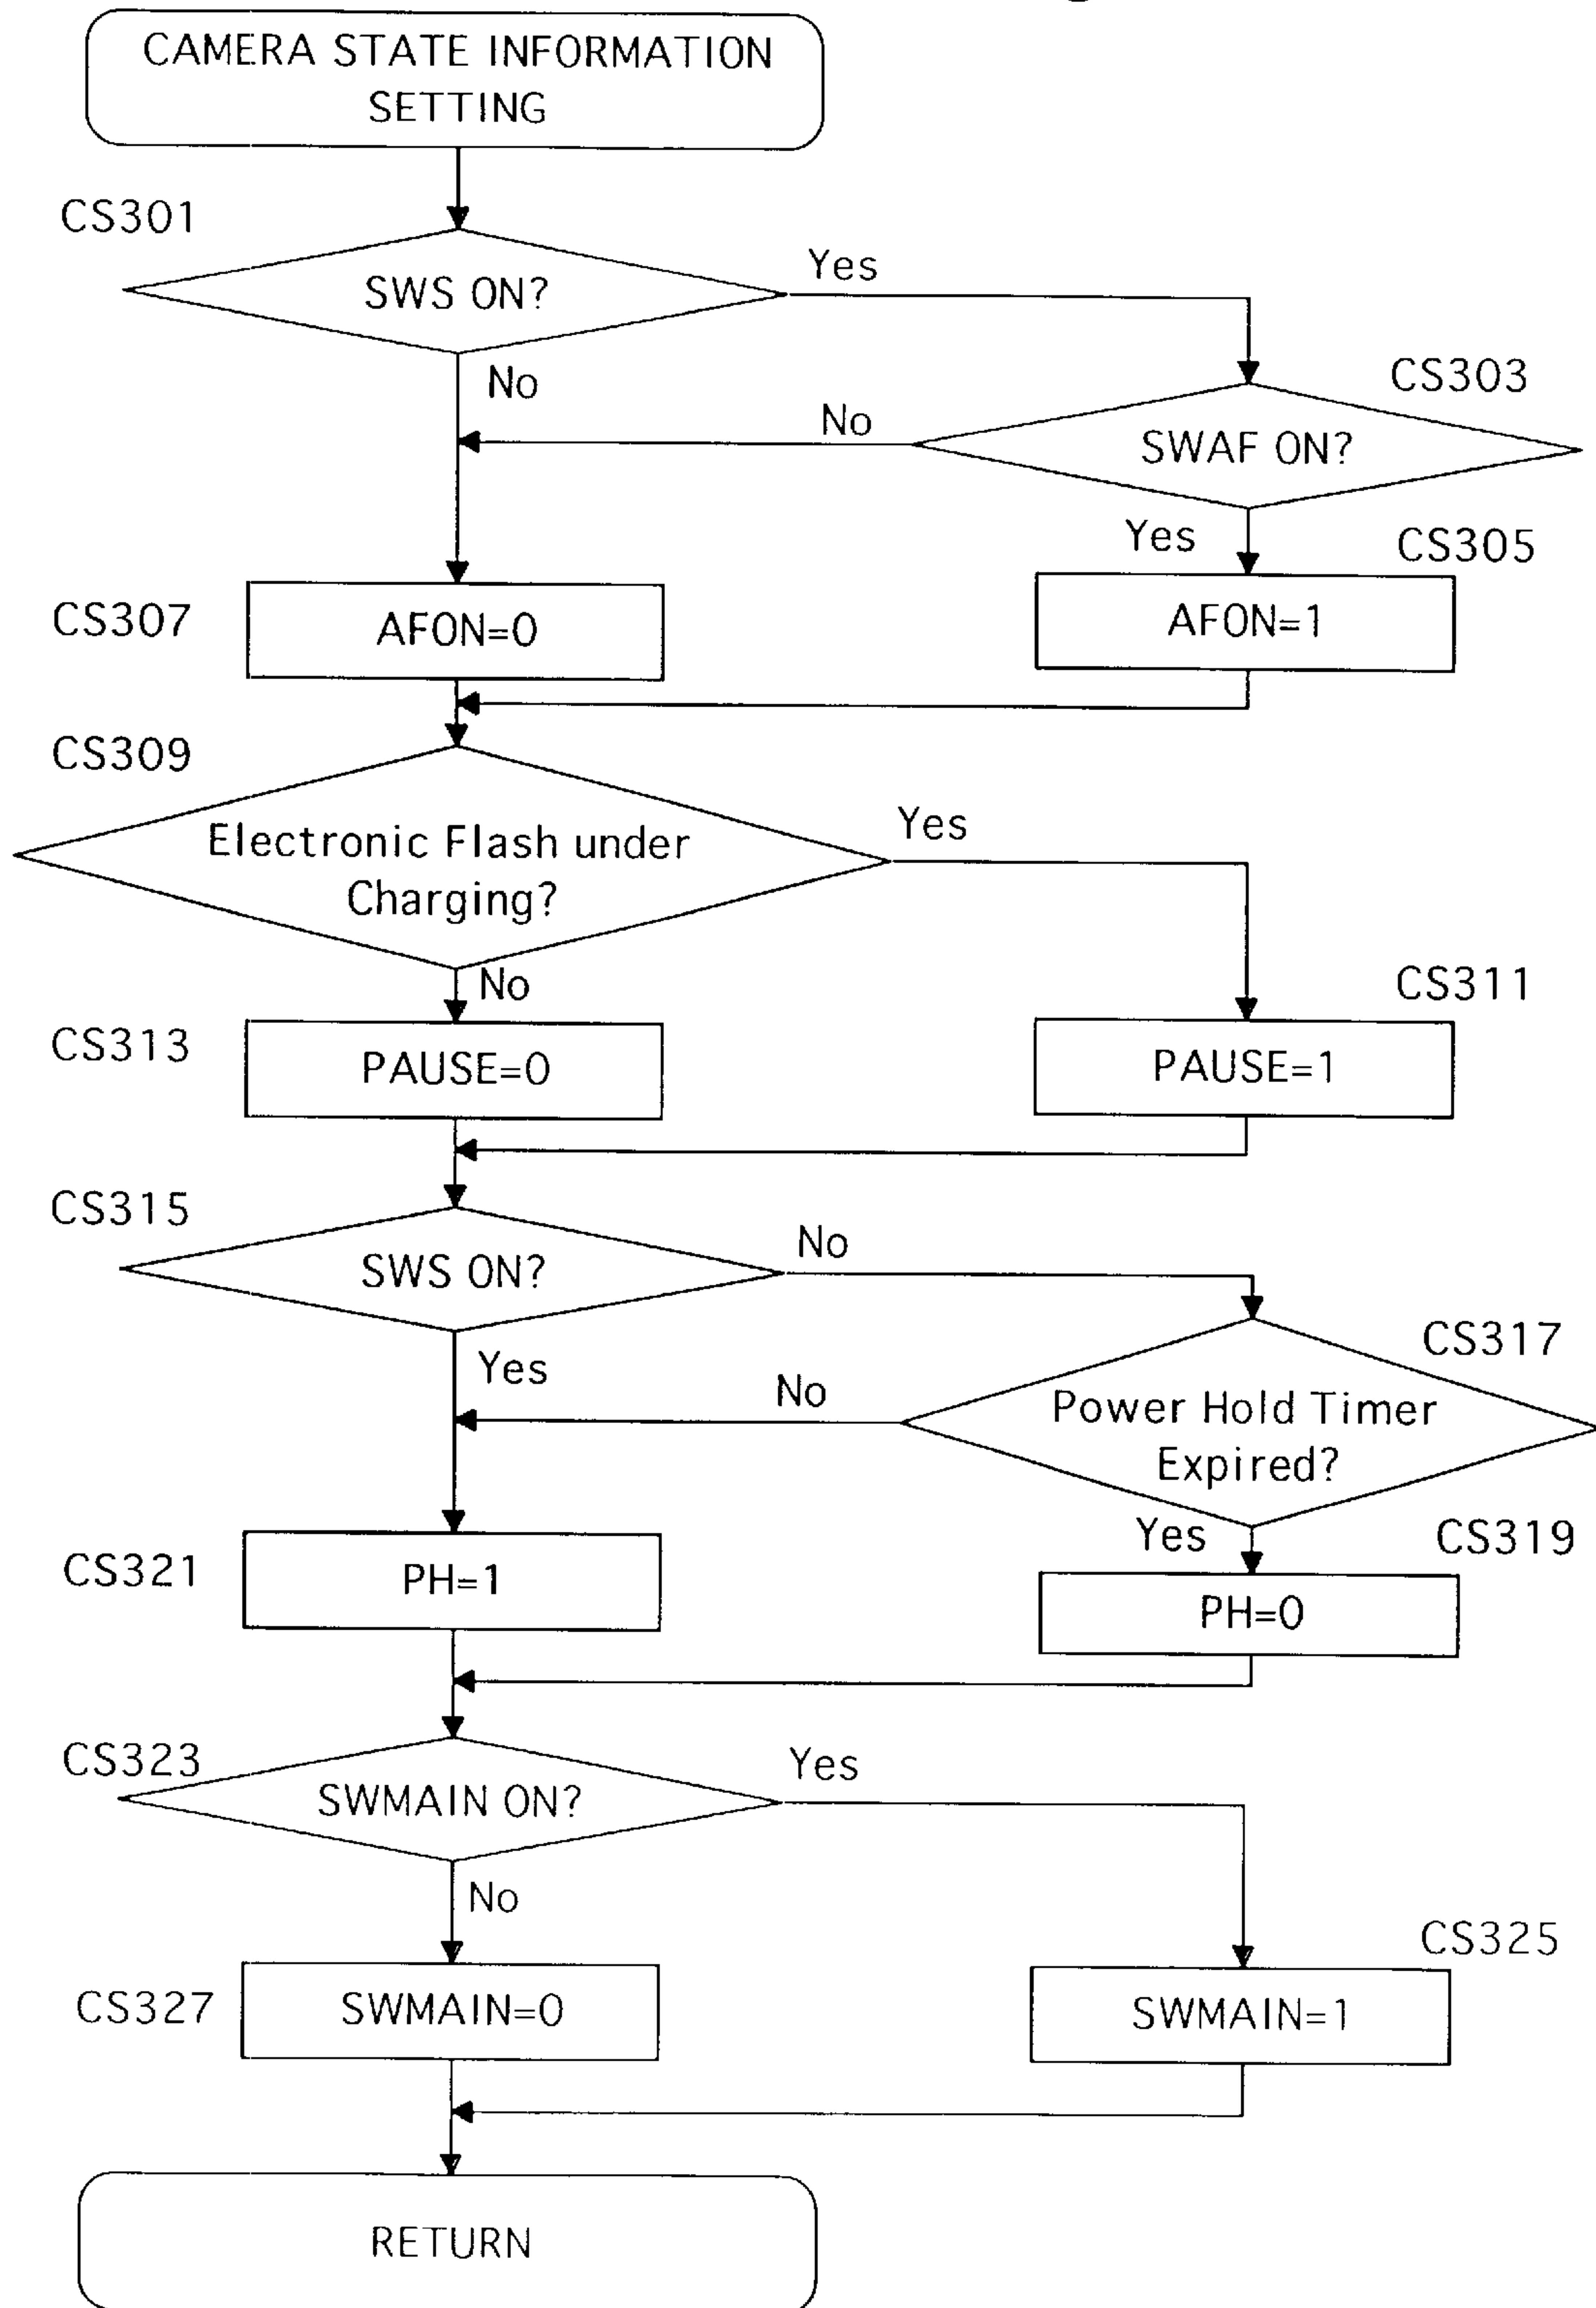 CAMERA STATE INFORMATION
SETTING
CS301
SWS ON?
Yes
No
CS303
SWAF ON?
No
Yes
CS305
AFON=1
CS307
AFON=0
CS309
Electronic Flash under
Charging?
Yes
No
CS311
PAUSE=1
CS313
PAUSE=0
CS315
SWS ON?
No
Yes
CS317
Power Hold Timer
Expired?
No
Yes
CS319
PH=0
CS321
PH=1
CS323
SWMAIN ON?
Yes
No
CS325
SWMAIN=1
CS327
SWMAIN=0
RETURN